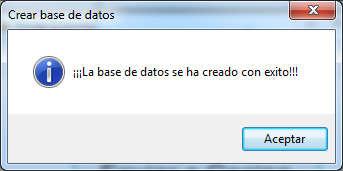 Crear base de datos
¡¡¡La base de datos se ha creado con exito!!!
Aceptar